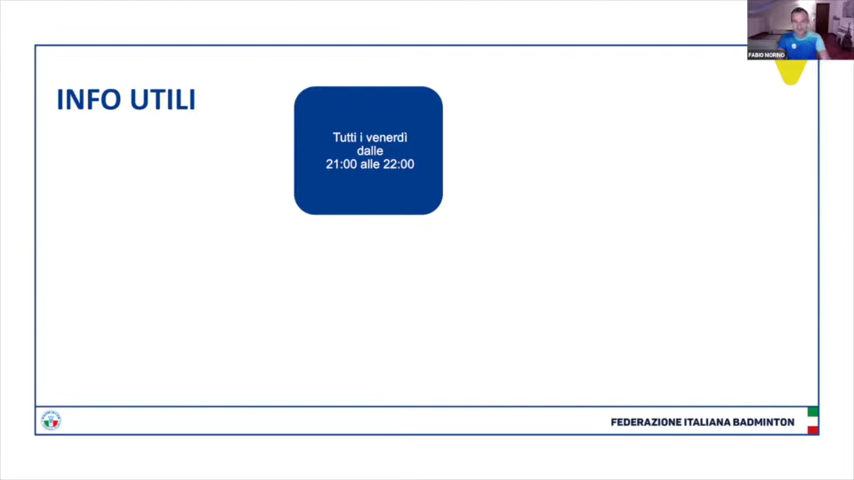 FABIO MORINO
INFO UTILI
Tutti i venerdì
dalle
21:00 alle 22:00
FEDERAZIONE ITALIANA BADMINTON